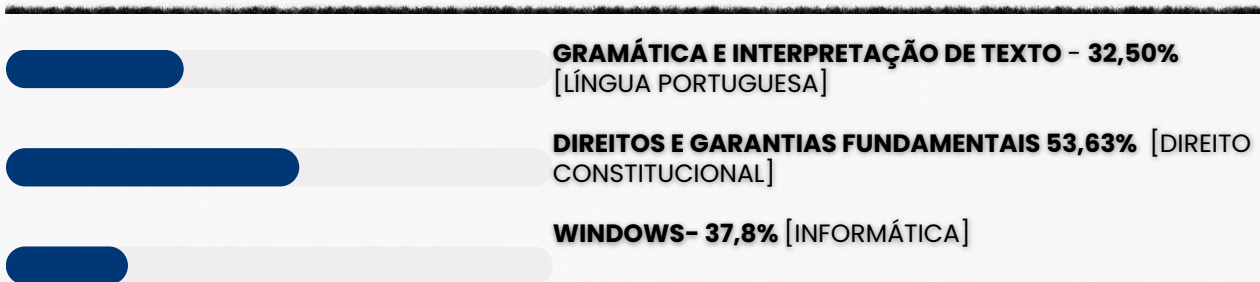 GRAMÁTICA E INTERPRETAÇÃO DE TEXTO - 32,50%
[LÍNGUA PORTUGUESA]
DIREITOS E GARANTIAS FUNDAMENTAIS 53,63% [DIREITO
CONSTITUCIONAL]
WINDOWS- 37,8% [INFORMÁTICA]